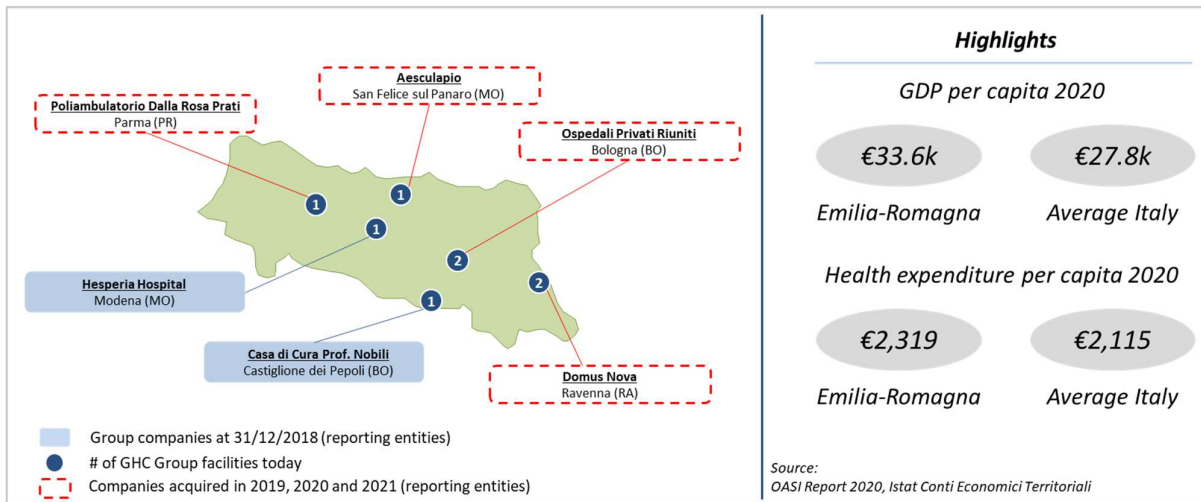 Aesculapio
San Felice sul Panaro (MO)
Poliambulatorio Dalla Rosa Prati
Parma (PR)
Ospedali Privati Riuniti
Bologna (BO)
1
1
1
2
2
1
Hesperia Hospital
Modena (MO)
Casa di Cura Prof. Nobili
Castiglione dei Pepoli (BO)
Domus Nova
Ravenna (RA)
Group companies at 31/12/2018 (reporting entities)
# of GHC Group facilities today
Companies acquired in 2019, 2020 and 2021 (reporting entities)
Highlights
GDP per capita 2020
€33.6k
€27.8k
Emilia-Romagna
Average Italy
Health expenditure per capita 2020
€2,319
€2,115
Emilia-Romagna
Average Italy
Source:
OASI Report 2020, Istat Conti Economici Territoriali